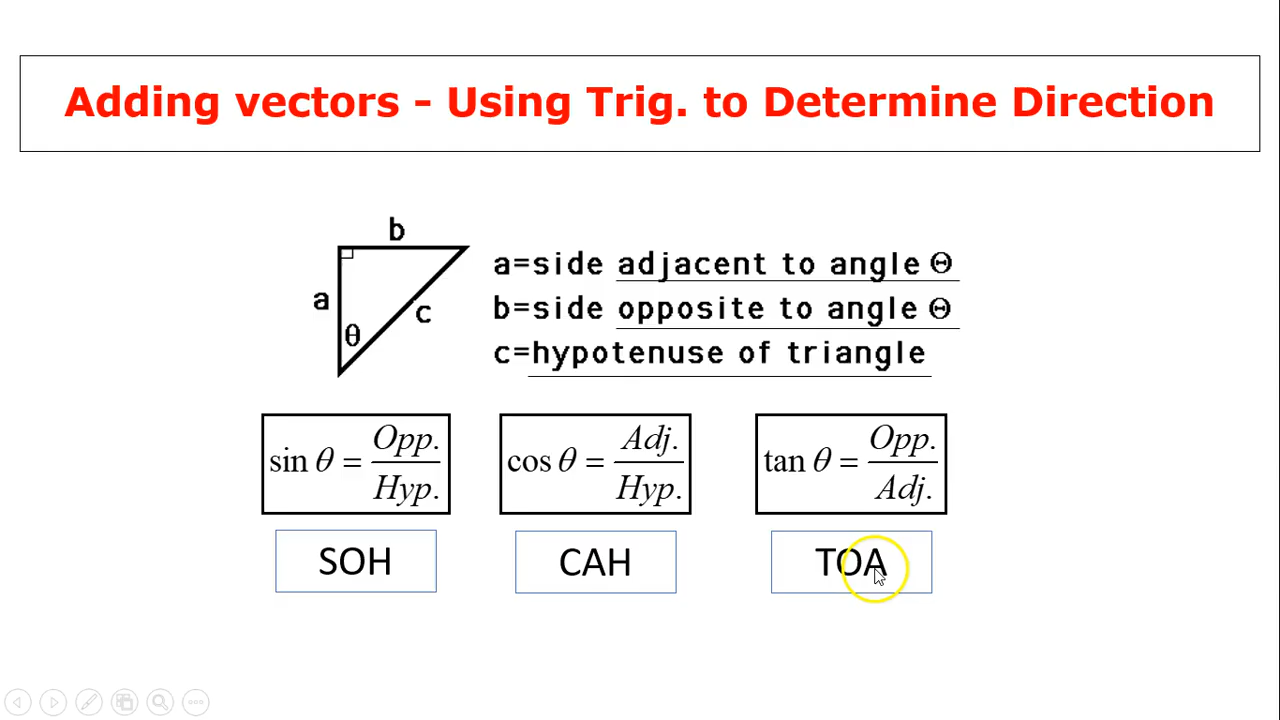 Adding vectors - Using Trig. to Determine Direction
b
a
c
θ
a=side adjacent to angle Θ
b=side opposite to angle Θ
c=hypotenuse of triangle
sin θ = Opp. / Hyp.
cos θ = Adj. / Hyp.
tan θ = Opp. / Adj.
SOH
CAH
TOA